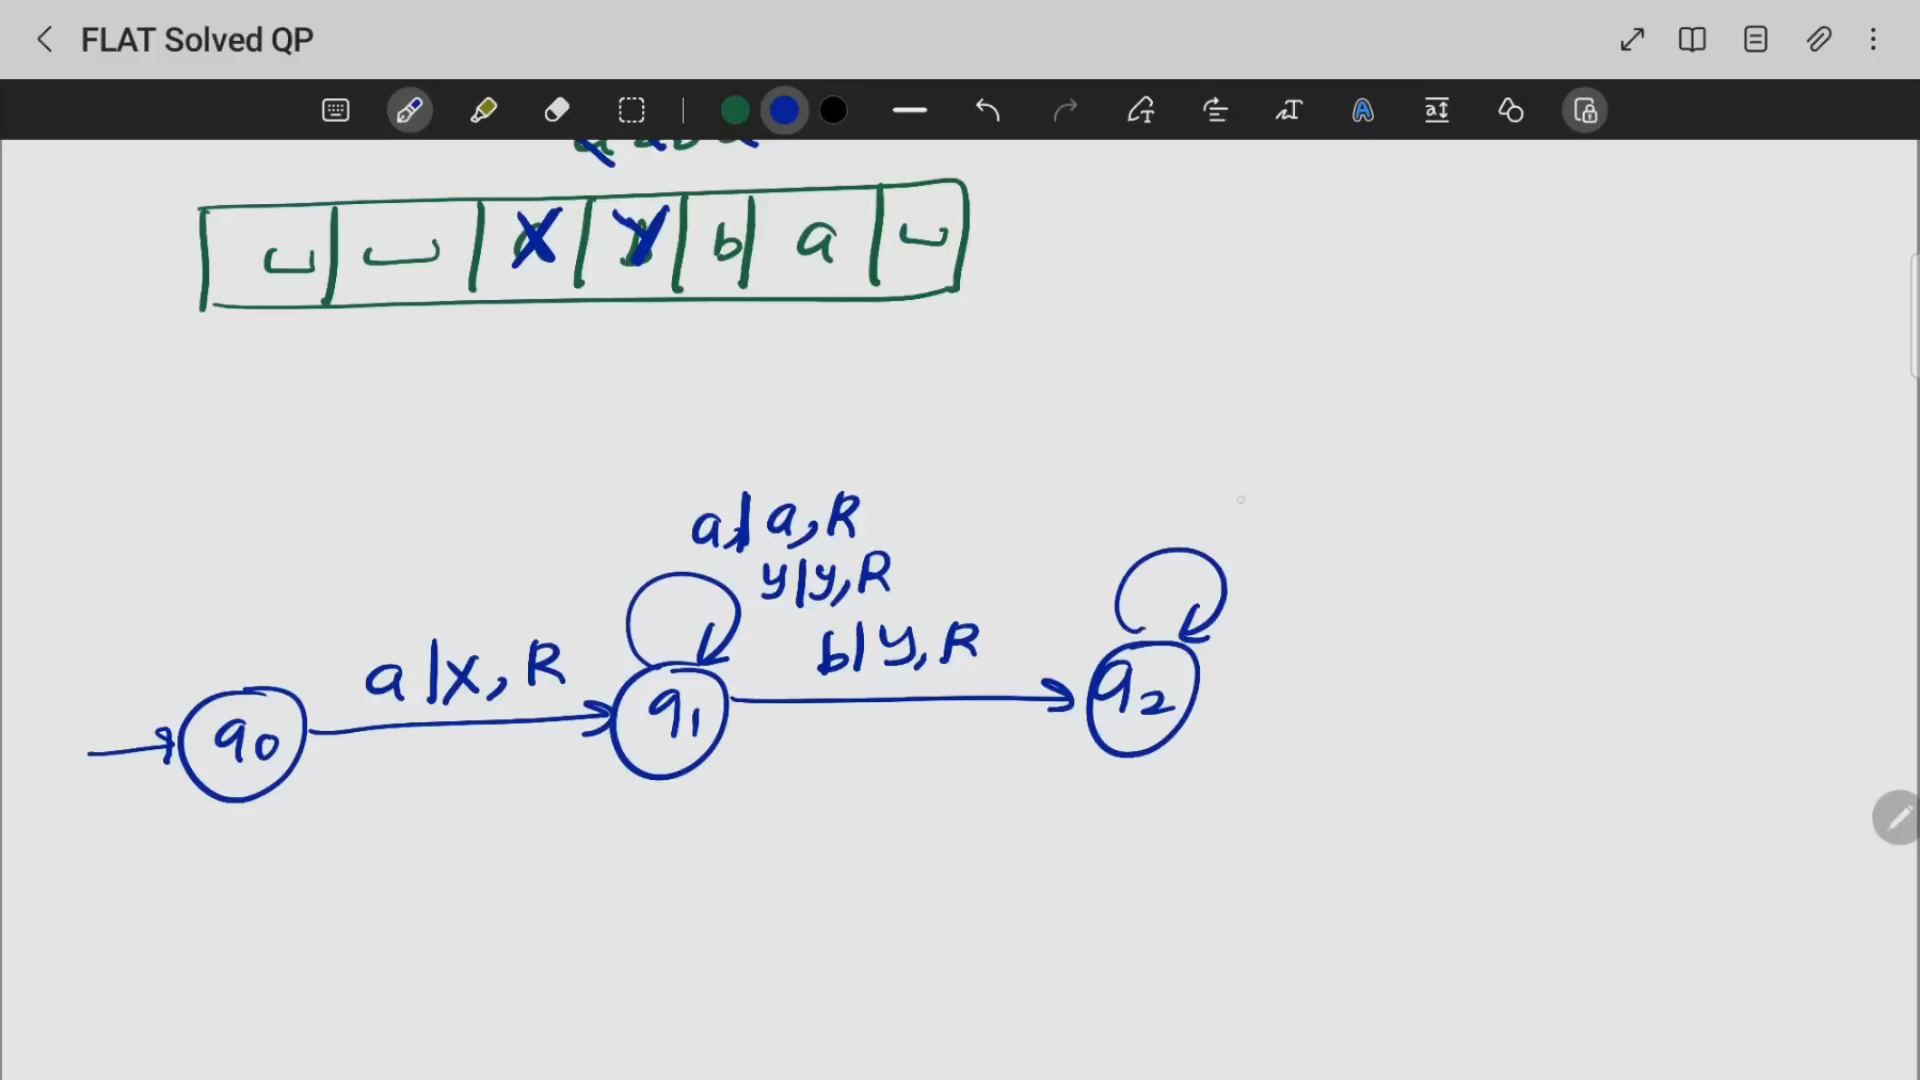 FLAT Solved QP
␣ ␣ X Y b a ␣
a | a, R
y | y, R
b | y, R
a | x, R
q0
q1
q2